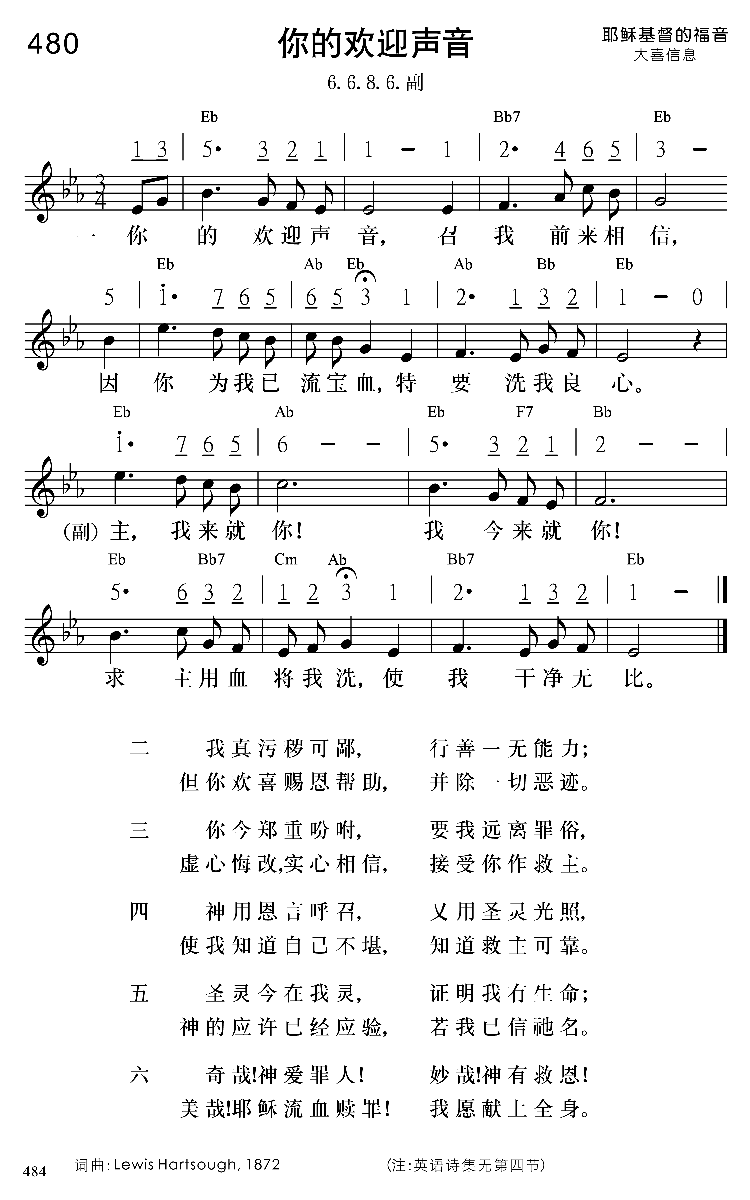 480
你的欢迎声音
耶稣基督的福音
大喜信息
6. 6. 8. 6. 副
Eb Bb7 Eb
1 3 | 5• 3 2 1 | 1 – 1 | 2• 4 6 5 | 3 –
3
4
一 你 的 欢迎声 音, 召 我 前来相 信,
Eb Ab Eb Ab Bb Eb
5 | 1• 7 6 5 | 6 5 3 1 | 2• 1 3 2 | 1 – 0
因 你 为我已 流宝血,特 要 洗我良 心。
Eb Ab Eb F7 Bb
1• 7 6 5 | 6 – – | 5• 3 2 1 | 2 – –
(副) 主, 我来就 你! 我 今来就 你!
Eb Bb7 Cm Ab Bb7 Eb
5• 6 3 2 | 1 2 3 1 | 2• 1 3 2 | 1 –
求 主用血 将我洗, 使 我 干净无 比。
二 我真污秽可鄙, 行善一无能力;
但你欢喜赐恩帮助, 并除一切恶迹。
三 你今郑重吩咐, 要我远离罪俗,
虚心悔改,实心相信, 接受你作救主。
四 神用恩言呼召, 又用圣灵光照,
使我知道自己不堪, 知道救主可靠。
五 圣灵今在我灵, 证明我有生命;
神的应许已经应验, 若我已信祂名。
六 奇哉!神爱罪人! 妙哉!神有救恩!
美哉!耶稣流血赎罪! 我愿献上全身。
词曲: Lewis Hartsough, 1872 (注:英语诗集无第四节)
484